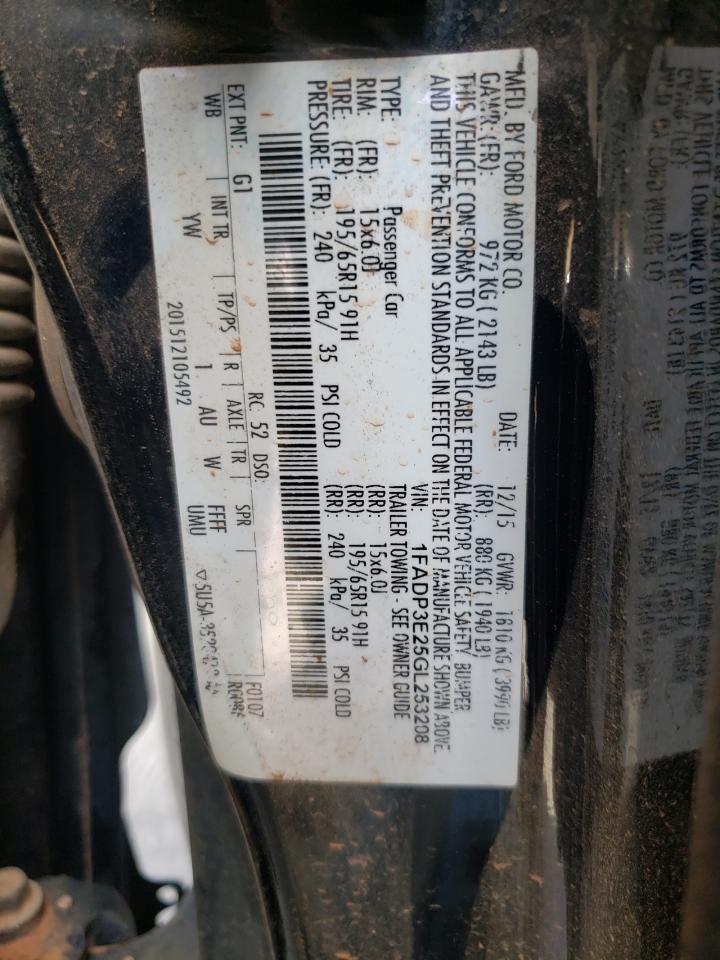 MFD. BY FORD MOTOR CO.
DATE: 12/15 GVWR: 1810 KG ( 3990 LB)
GAWR: (FR): 972 KG ( 2143 LB) (RR): 880 KG ( 1940 LB)
THIS VEHICLE CONFORMS TO ALL APPLICABLE FEDERAL MOTOR VEHICLE SAFETY BUMPER
AND THEFT PREVENTION STANDARDS IN EFFECT ON THE DATE OF MANUFACTURE SHOWN ABOVE
VIN: 1FADP3E25GL253208
TYPE: Passenger Car TRAILER TOWING - SEE OWNER GUIDE
RIM: (FR): 15x6.0J (RR): 15x6.0J
TIRE: (FR): 195/65R15 91H (RR): 195/65R15 91H
PRESSURE: (FR): 240 kPa/ 35 PSI COLD (RR): 240 kPa/ 35 PSI COLD
RC: 52 DSO: F0107
EXT PNT: G1
WB INT TR TP/PS R AXLE TR SPR
YW 1 AU W FFFF
UMU
201512105492